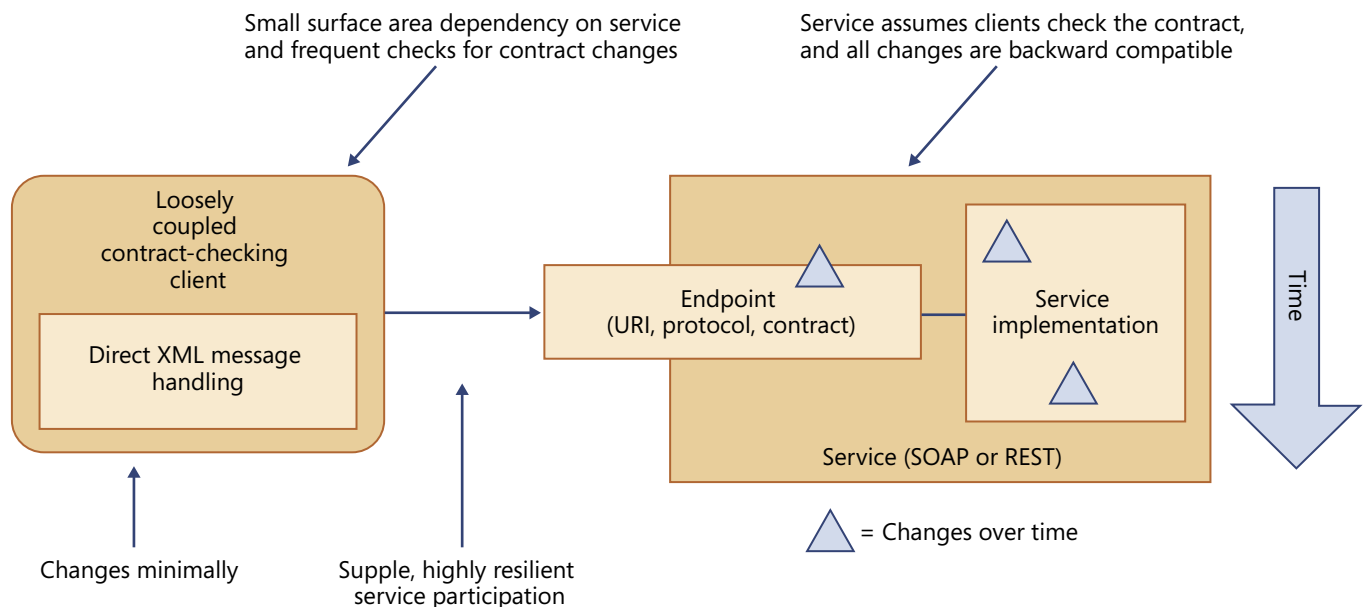 Small surface area dependency on service
and frequent checks for contract changes
Service assumes clients check the contract,
and all changes are backward compatible
Loosely
coupled
contract-checking
client
Direct XML message
handling
Endpoint
(URI, protocol, contract)
Service
implementation
Service (SOAP or REST)
Time
= Changes over time
Changes minimally
Supple, highly resilient
service participation